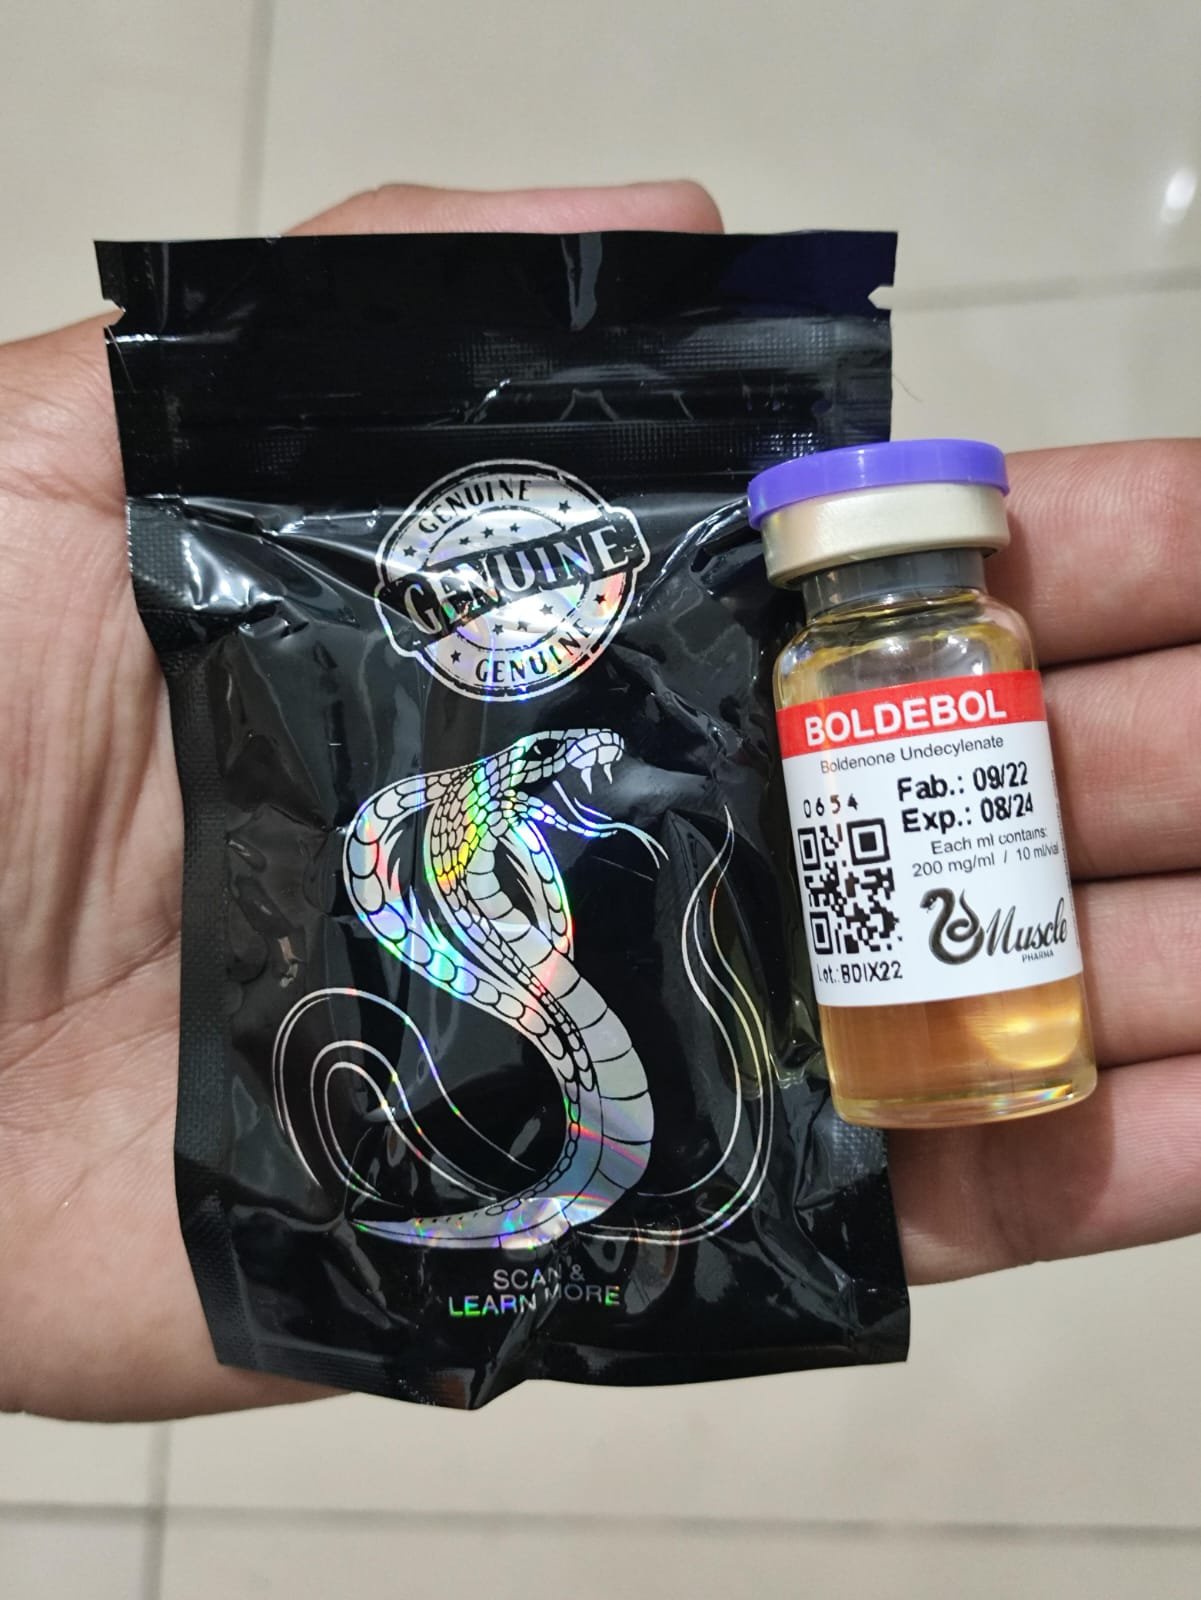 GENUINE
GENUINE
GENUINE
SCAN &
LEARN MORE
BOLDEBOL
Boldenone Undecylenate
0654
Fab.: 09/22
Exp.: 08/24
Each ml contains:
200 mg/ml / 10 ml/vial
Muscle
PHARMA
Lot.: BDIX22